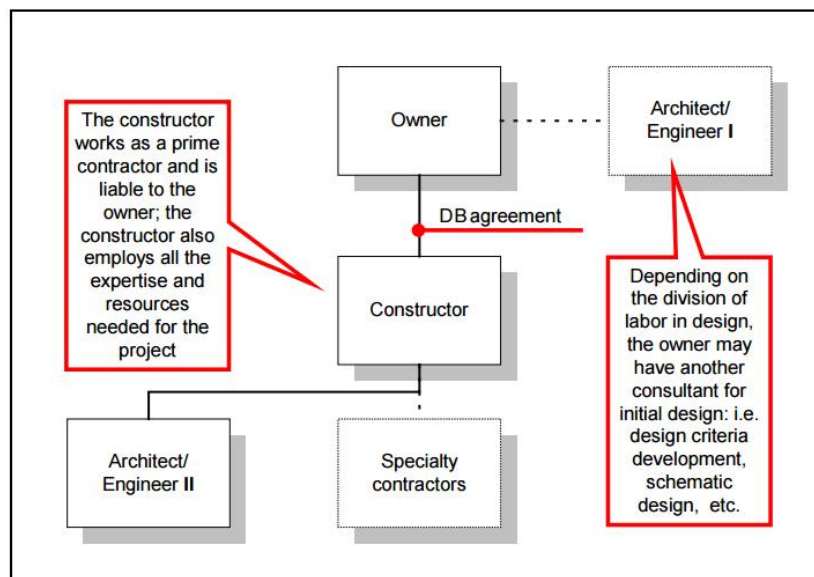 Owner
Architect/
Engineer I
The constructor
works as a prime
contractor and is
liable to the
owner; the
constructor also
employs all the
expertise and
resources
needed for the
project
DB agreement
Constructor
Depending on
the division of
labor in design,
the owner may
have another
consultant for
initial design: i.e.
design criteria
development,
schematic
design, etc.
Architect/
Engineer II
Specialty
contractors